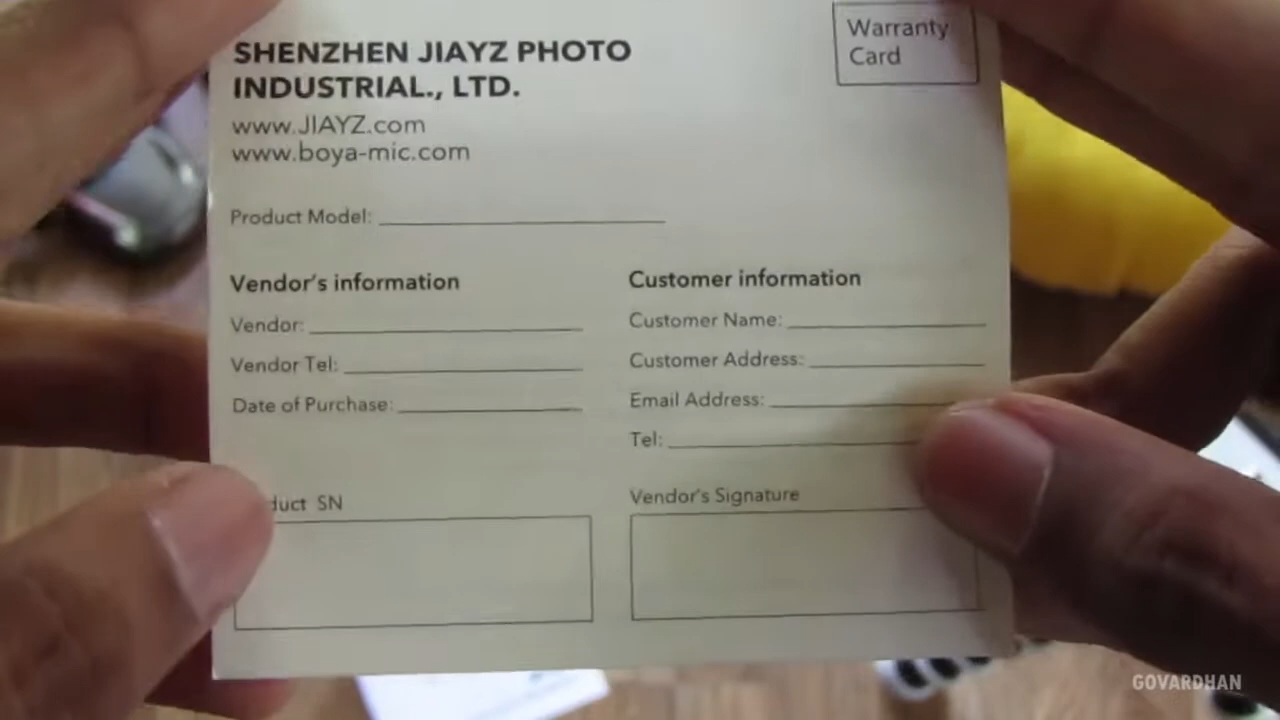 SHENZHEN JIAYZ PHOTO
INDUSTRIAL., LTD.
www.JIAYZ.com
www.boya-mic.com
Warranty
Card
Product Model:
Vendor's information
Vendor:
Vendor Tel:
Date of Purchase:
Customer information
Customer Name:
Customer Address:
Email Address:
Tel:
duct SN
Vendor's Signature
GOVARDHAN